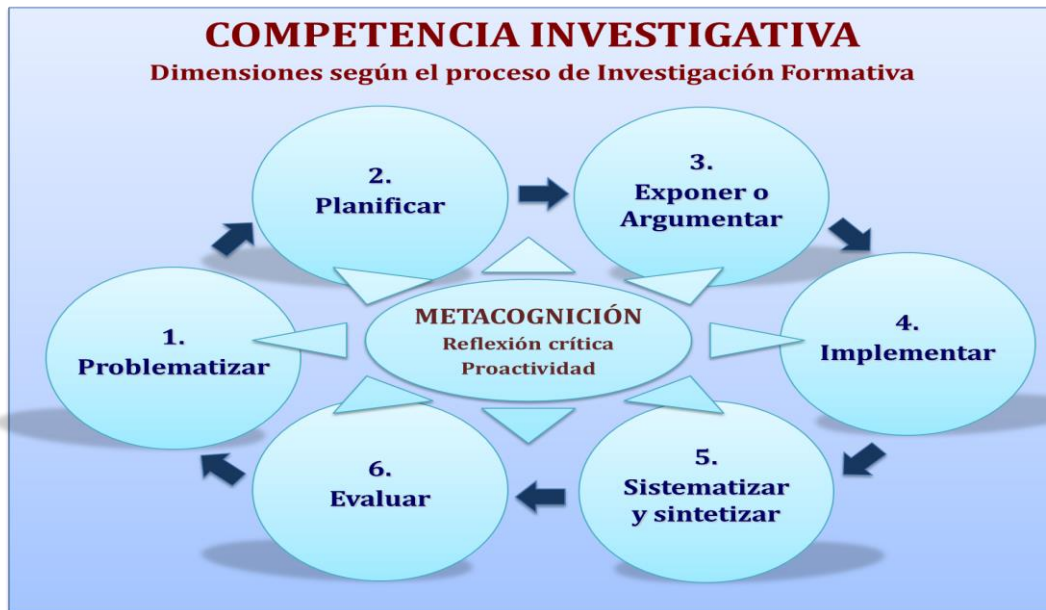 COMPETENCIA INVESTIGATIVA
Dimensiones según el proceso de Investigación Formativa
1.
Problematizar
2.
Planificar
3.
Exponer o
Argumentar
4.
Implementar
5.
Sistematizar
y sintetizar
6.
Evaluar
METACOGNICIÓN
Reflexión crítica
Proactividad